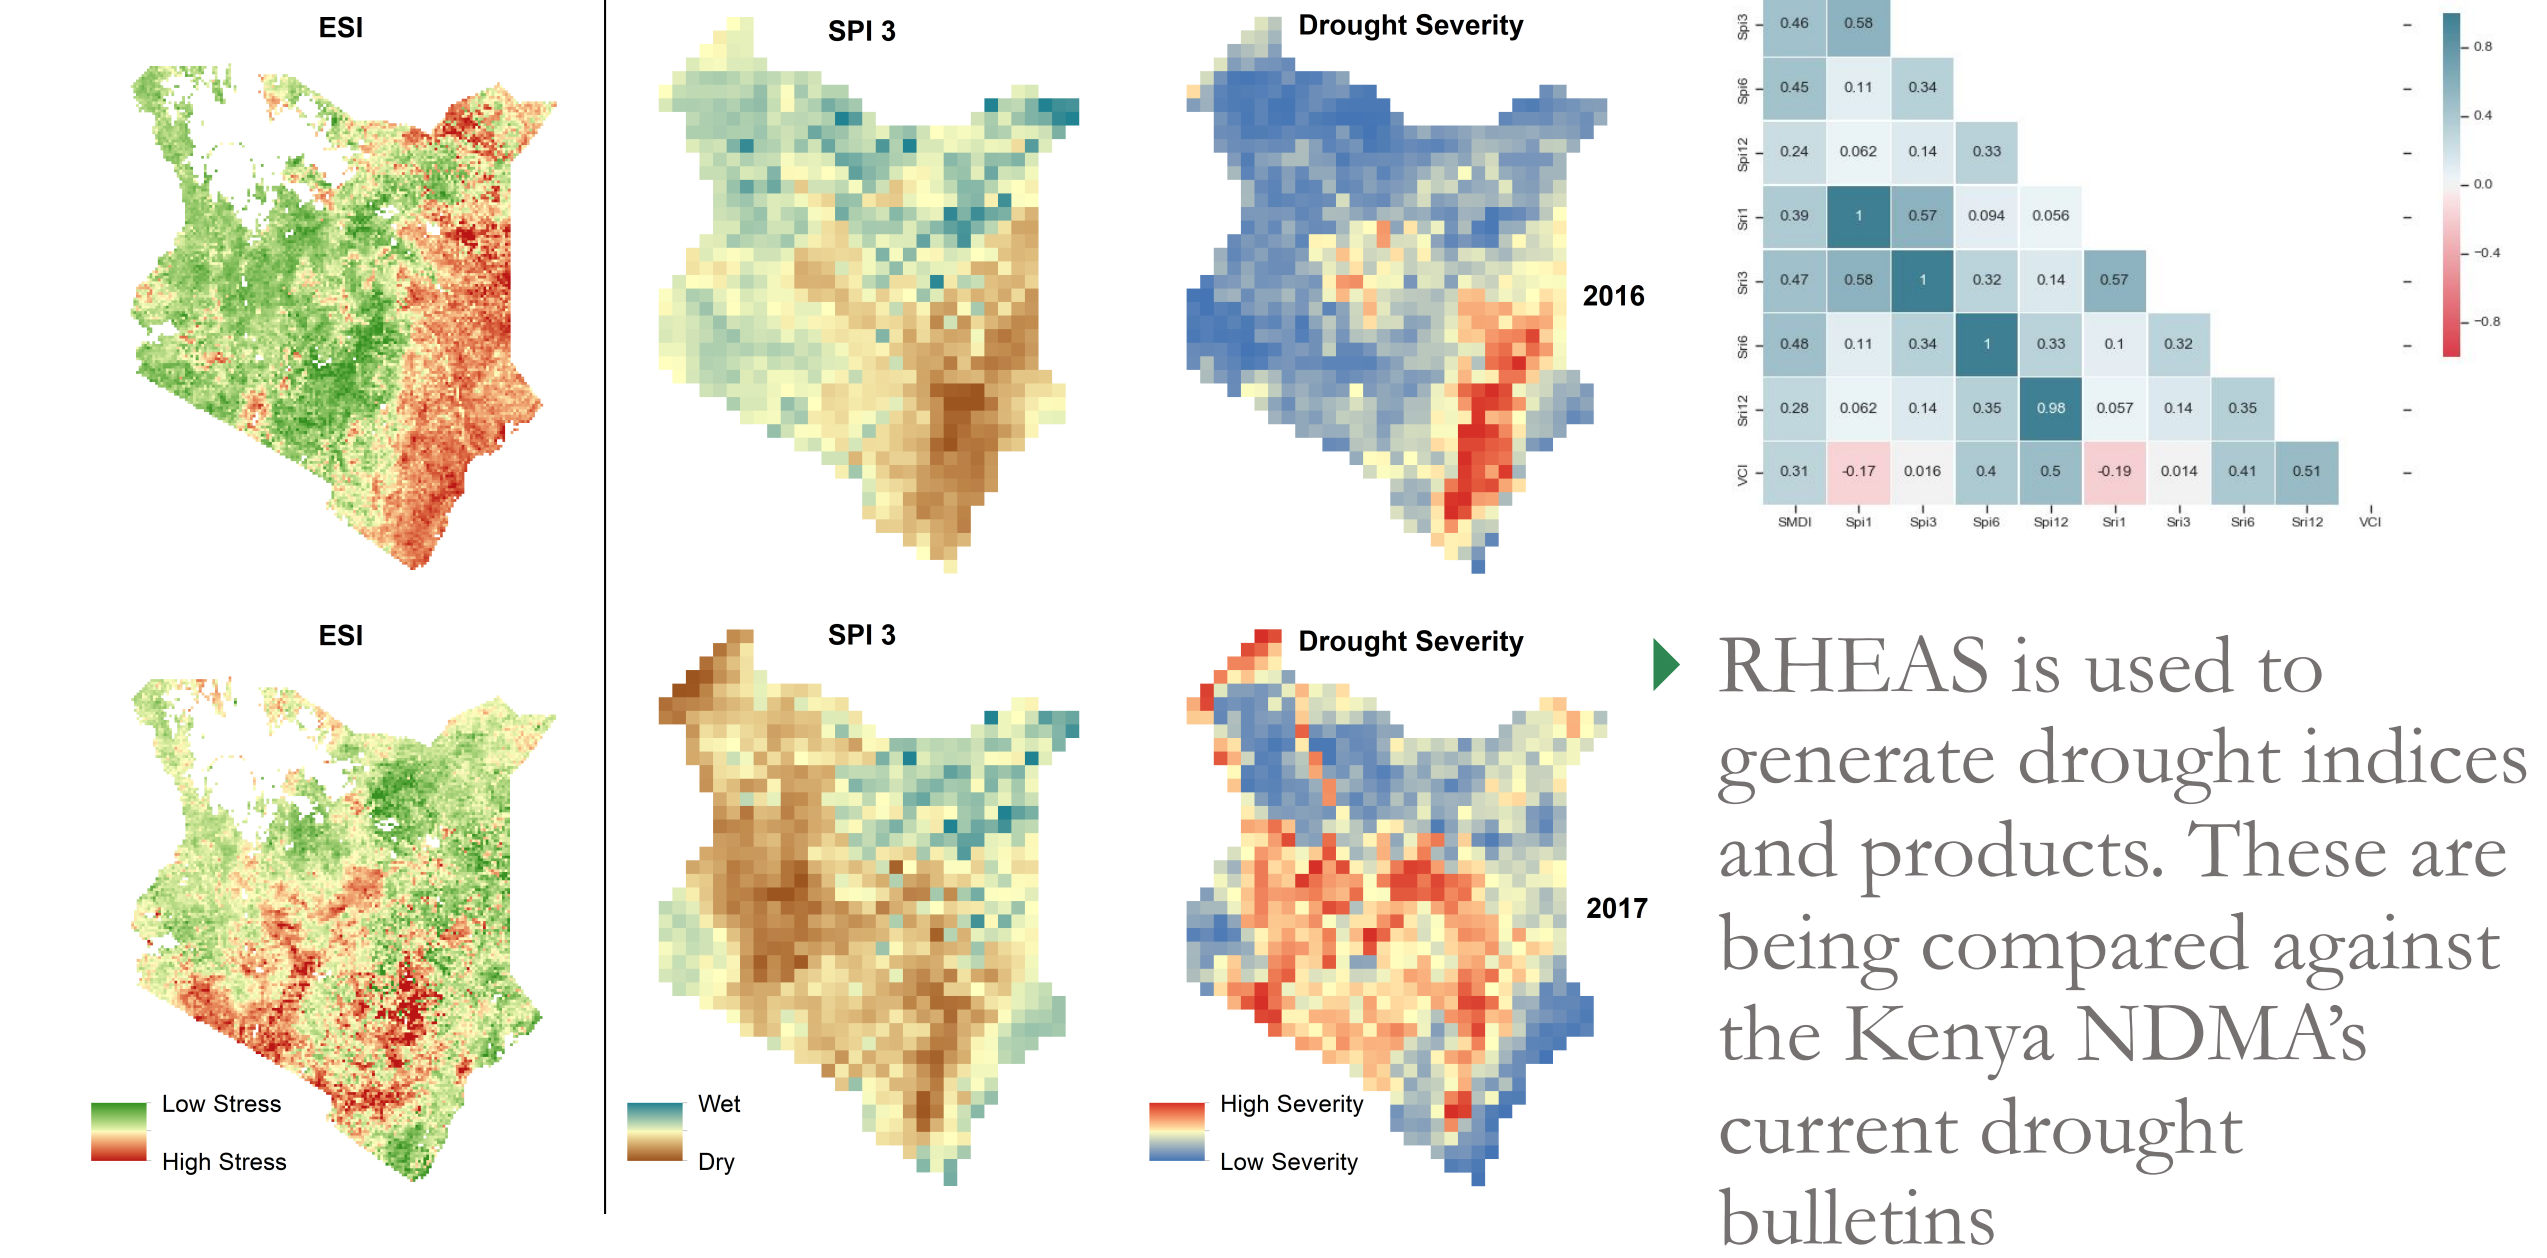 ESI
SPI 3
Drought Severity
2016
ESI
SPI 3
Drought Severity
2017
Low Stress
High Stress
Wet
Dry
High Severity
Low Severity
Spi3 0.46 0.58
Spi6 0.45 0.11 0.34
Spi12 0.24 0.062 0.14 0.33
Sri1 0.39 1 0.57 0.094 0.056
Sri3 0.47 0.58 1 0.32 0.14 0.57
Sri6 0.48 0.11 0.34 1 0.33 0.1 0.32
Sri12 0.28 0.062 0.14 0.35 0.98 0.057 0.14 0.35
VCI 0.31 -0.17 0.016 0.4 0.5 -0.19 0.014 0.41 0.51
SMDI Spi1 Spi3 Spi6 Spi12 Sri1 Sri3 Sri6 Sri12 VCI
0.8
0.4
0.0
-0.4
-0.8
RHEAS is used to
generate drought indices
and products. These are
being compared against
the Kenya NDMA’s
current drought
bulletins